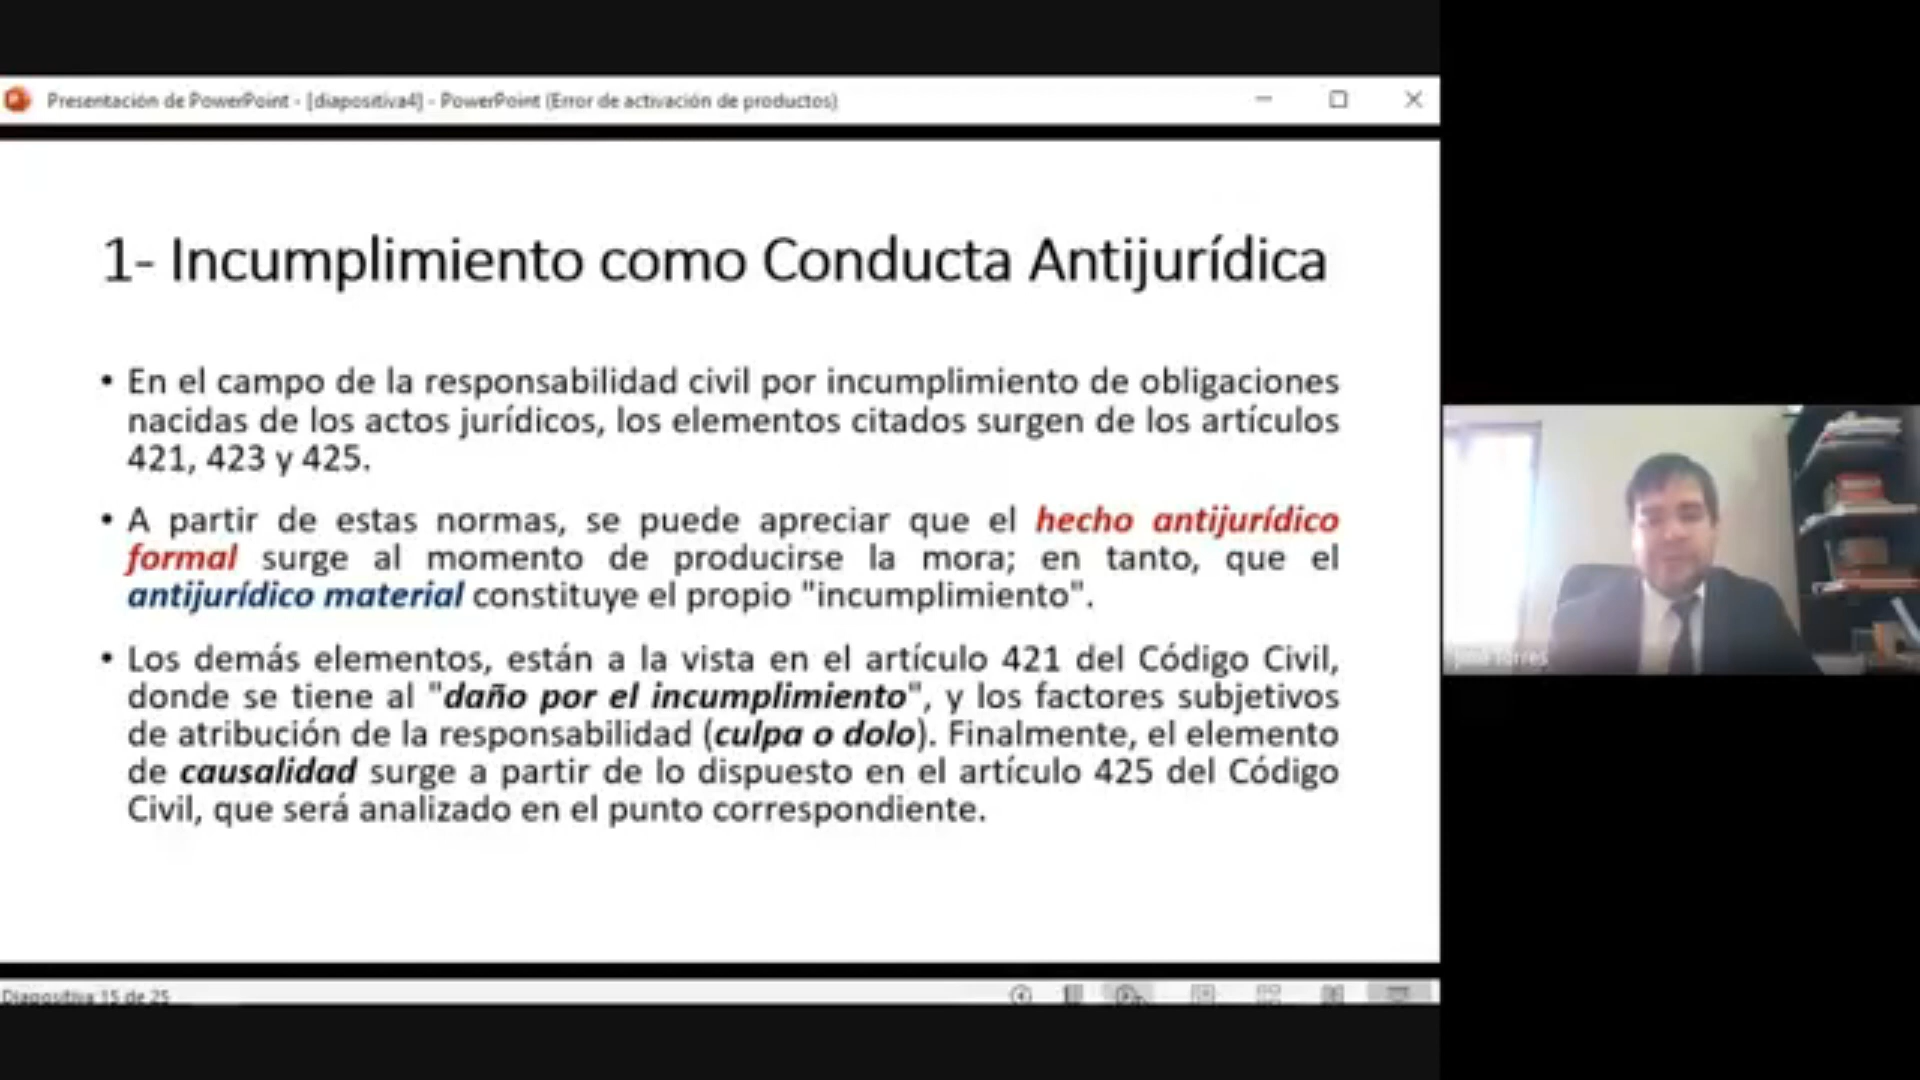 Presentación de PowerPoint - [diapositiva4] - PowerPoint (Error de activación de productos)
1- Incumplimiento como Conducta Antijurídica
• En el campo de la responsabilidad civil por incumplimiento de obligaciones
nacidas de los actos jurídicos, los elementos citados surgen de los artículos
421, 423 y 425.
• A partir de estas normas, se puede apreciar que el hecho antijurídico
formal surge al momento de producirse la mora; en tanto, que el
antijurídico material constituye el propio "incumplimiento".
• Los demás elementos, están a la vista en el artículo 421 del Código Civil,
donde se tiene al "daño por el incumplimiento", y los factores subjetivos
de atribución de la responsabilidad (culpa o dolo). Finalmente, el elemento
de causalidad surge a partir de lo dispuesto en el artículo 425 del Código
Civil, que será analizado en el punto correspondiente.
Torres
Diapositiva 15 de 25